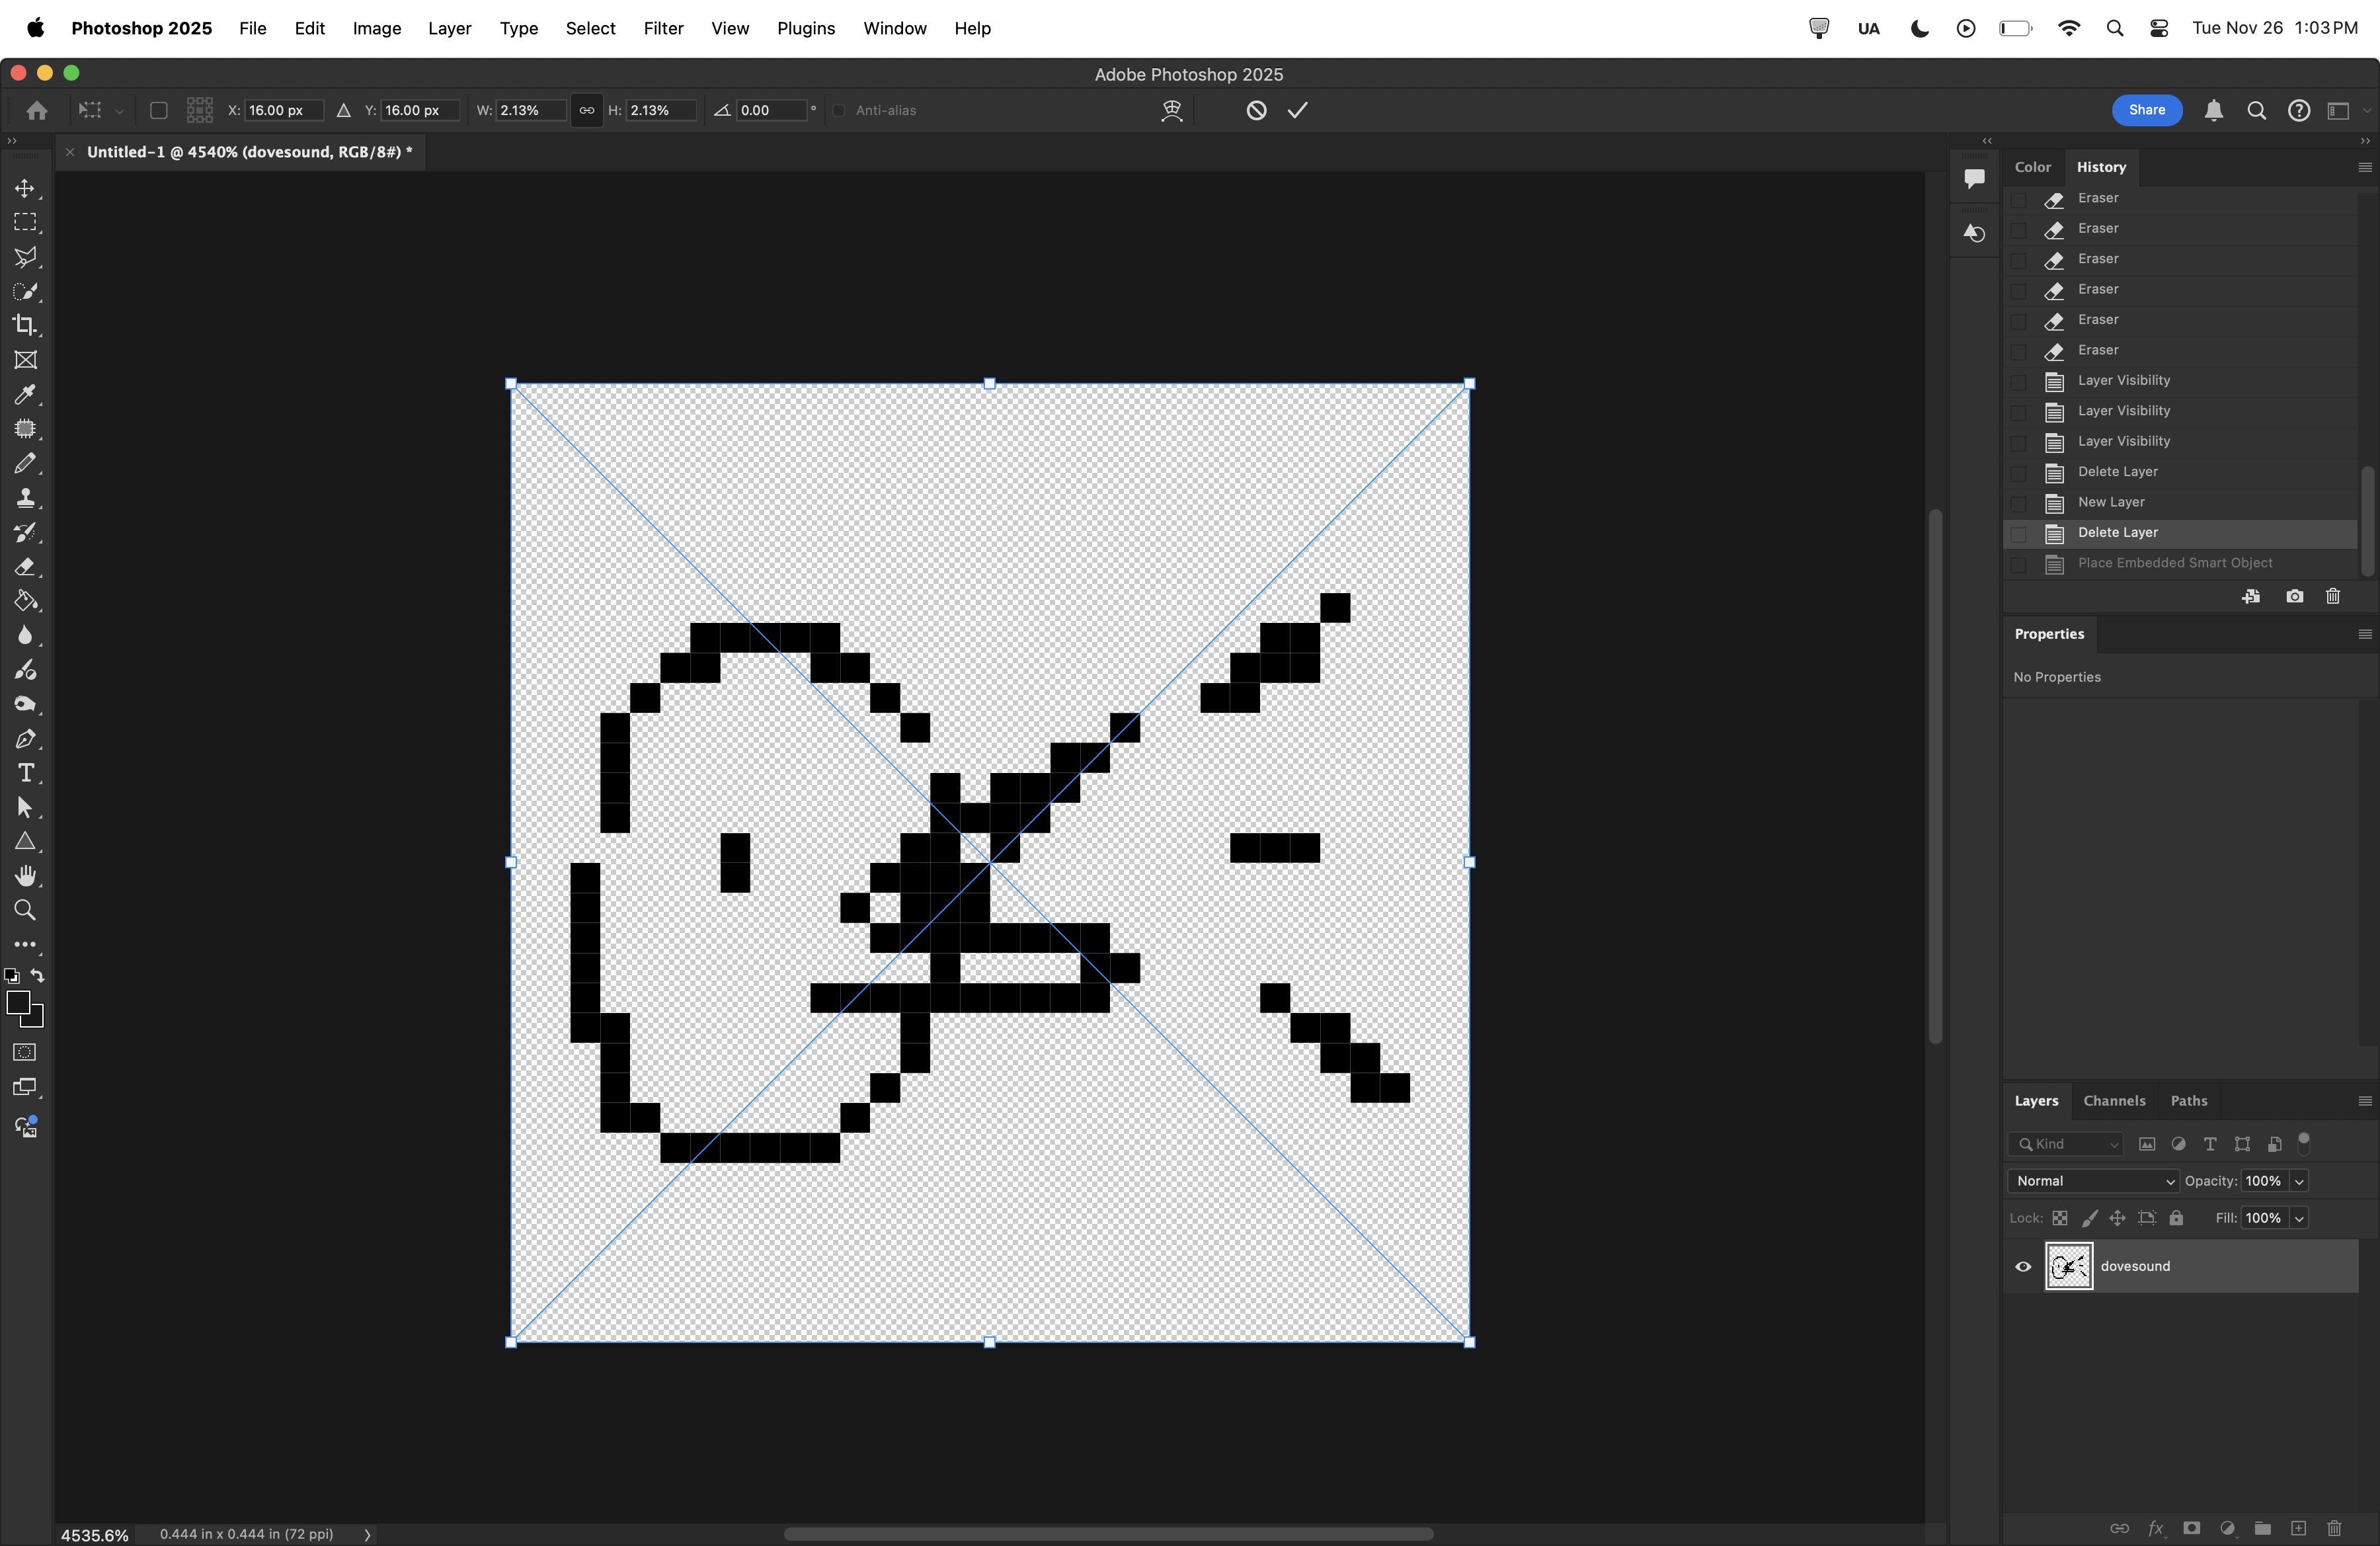 Photoshop 2025 File Edit Image Layer Type Select Filter View Plugins Window Help UA Tue Nov 26 1:03 PM
Adobe Photoshop 2025
X: 16.00 px Y: 16.00 px W: 2.13% H: 2.13% 0.00 ° Anti-alias Share
Untitled-1 @ 4540% (dovesound, RGB/8#) *
Color History
Eraser
Eraser
Eraser
Eraser
Eraser
Eraser
Layer Visibility
Layer Visibility
Layer Visibility
Delete Layer
New Layer
Delete Layer
Place Embedded Smart Object
Properties
No Properties
Layers Channels Paths
Kind
Normal Opacity: 100%
Lock: Fill: 100%
dovesound
fx
4535.6% 0.444 in x 0.444 in (72 ppi)